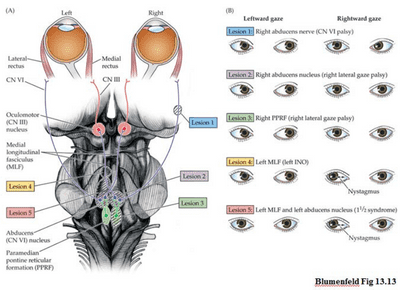 (A)
Left
Right
Lateral
rectus
Medial
rectus
CN VI
CN III
Oculomotor
(CN III)
nucleus
Lesion 1
Medial
longitudinal
fasciculus
(MLF)
Lesion 4
Lesion 2
Lesion 5
Lesion 3
Abducens
(CN VI) nucleus
Paramedian
pontine reticular
formation (PPRF)
(B)
Leftward gaze
Rightward gaze
Lesion 1: Right abducens nerve (CN VI palsy)
Lesion 2: Right abducens nucleus (right lateral gaze palsy)
Lesion 3: Right PPRF (right lateral gaze palsy)
Lesion 4: Left MLF (left INO)
Nystagmus
Lesion 5: Left MLF and left abducens nucleus (1½ syndrome)
Nystagmus
Blumenfeld Fig 13.13